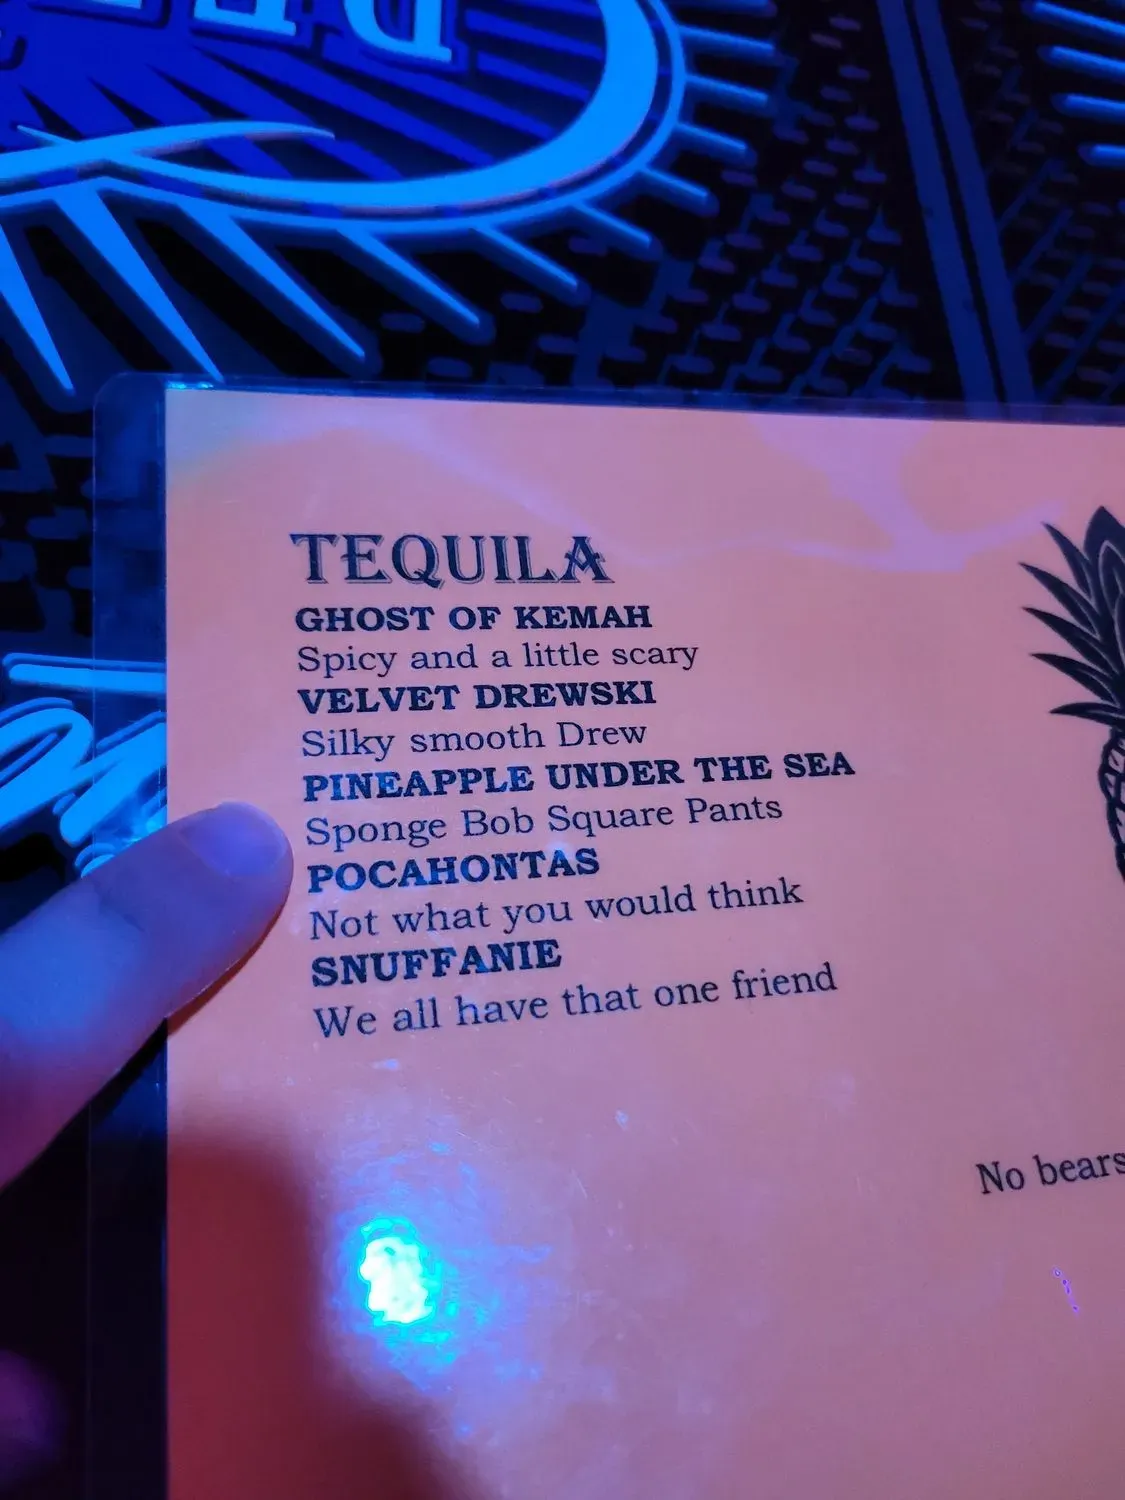 TEQUILA
GHOST OF KEMAH
Spicy and a little scary
VELVET DREWSKI
Silky smooth Drew
PINEAPPLE UNDER THE SEA
Sponge Bob Square Pants
POCAHONTAS
Not what you would think
SNUFFANIE
We all have that one friend
No bears